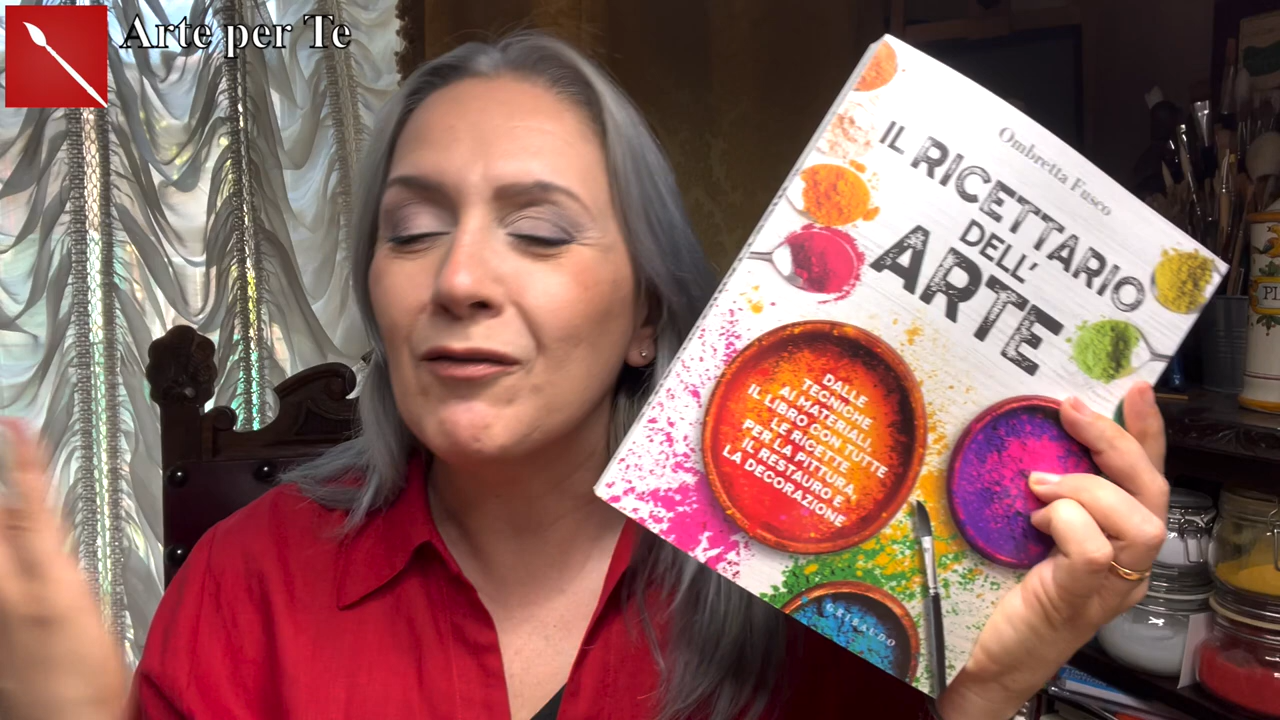 Arte per Te
Ombretta Fusco
IL RICETTARIO
DELL'
ARTE
DALLE
TECNICHE
AI MATERIALI,
IL LIBRO CON TUTTE
LE RICETTE
PER LA PITTURA,
IL RESTAURO E
LA DECORAZIONE
GRIBAUDO